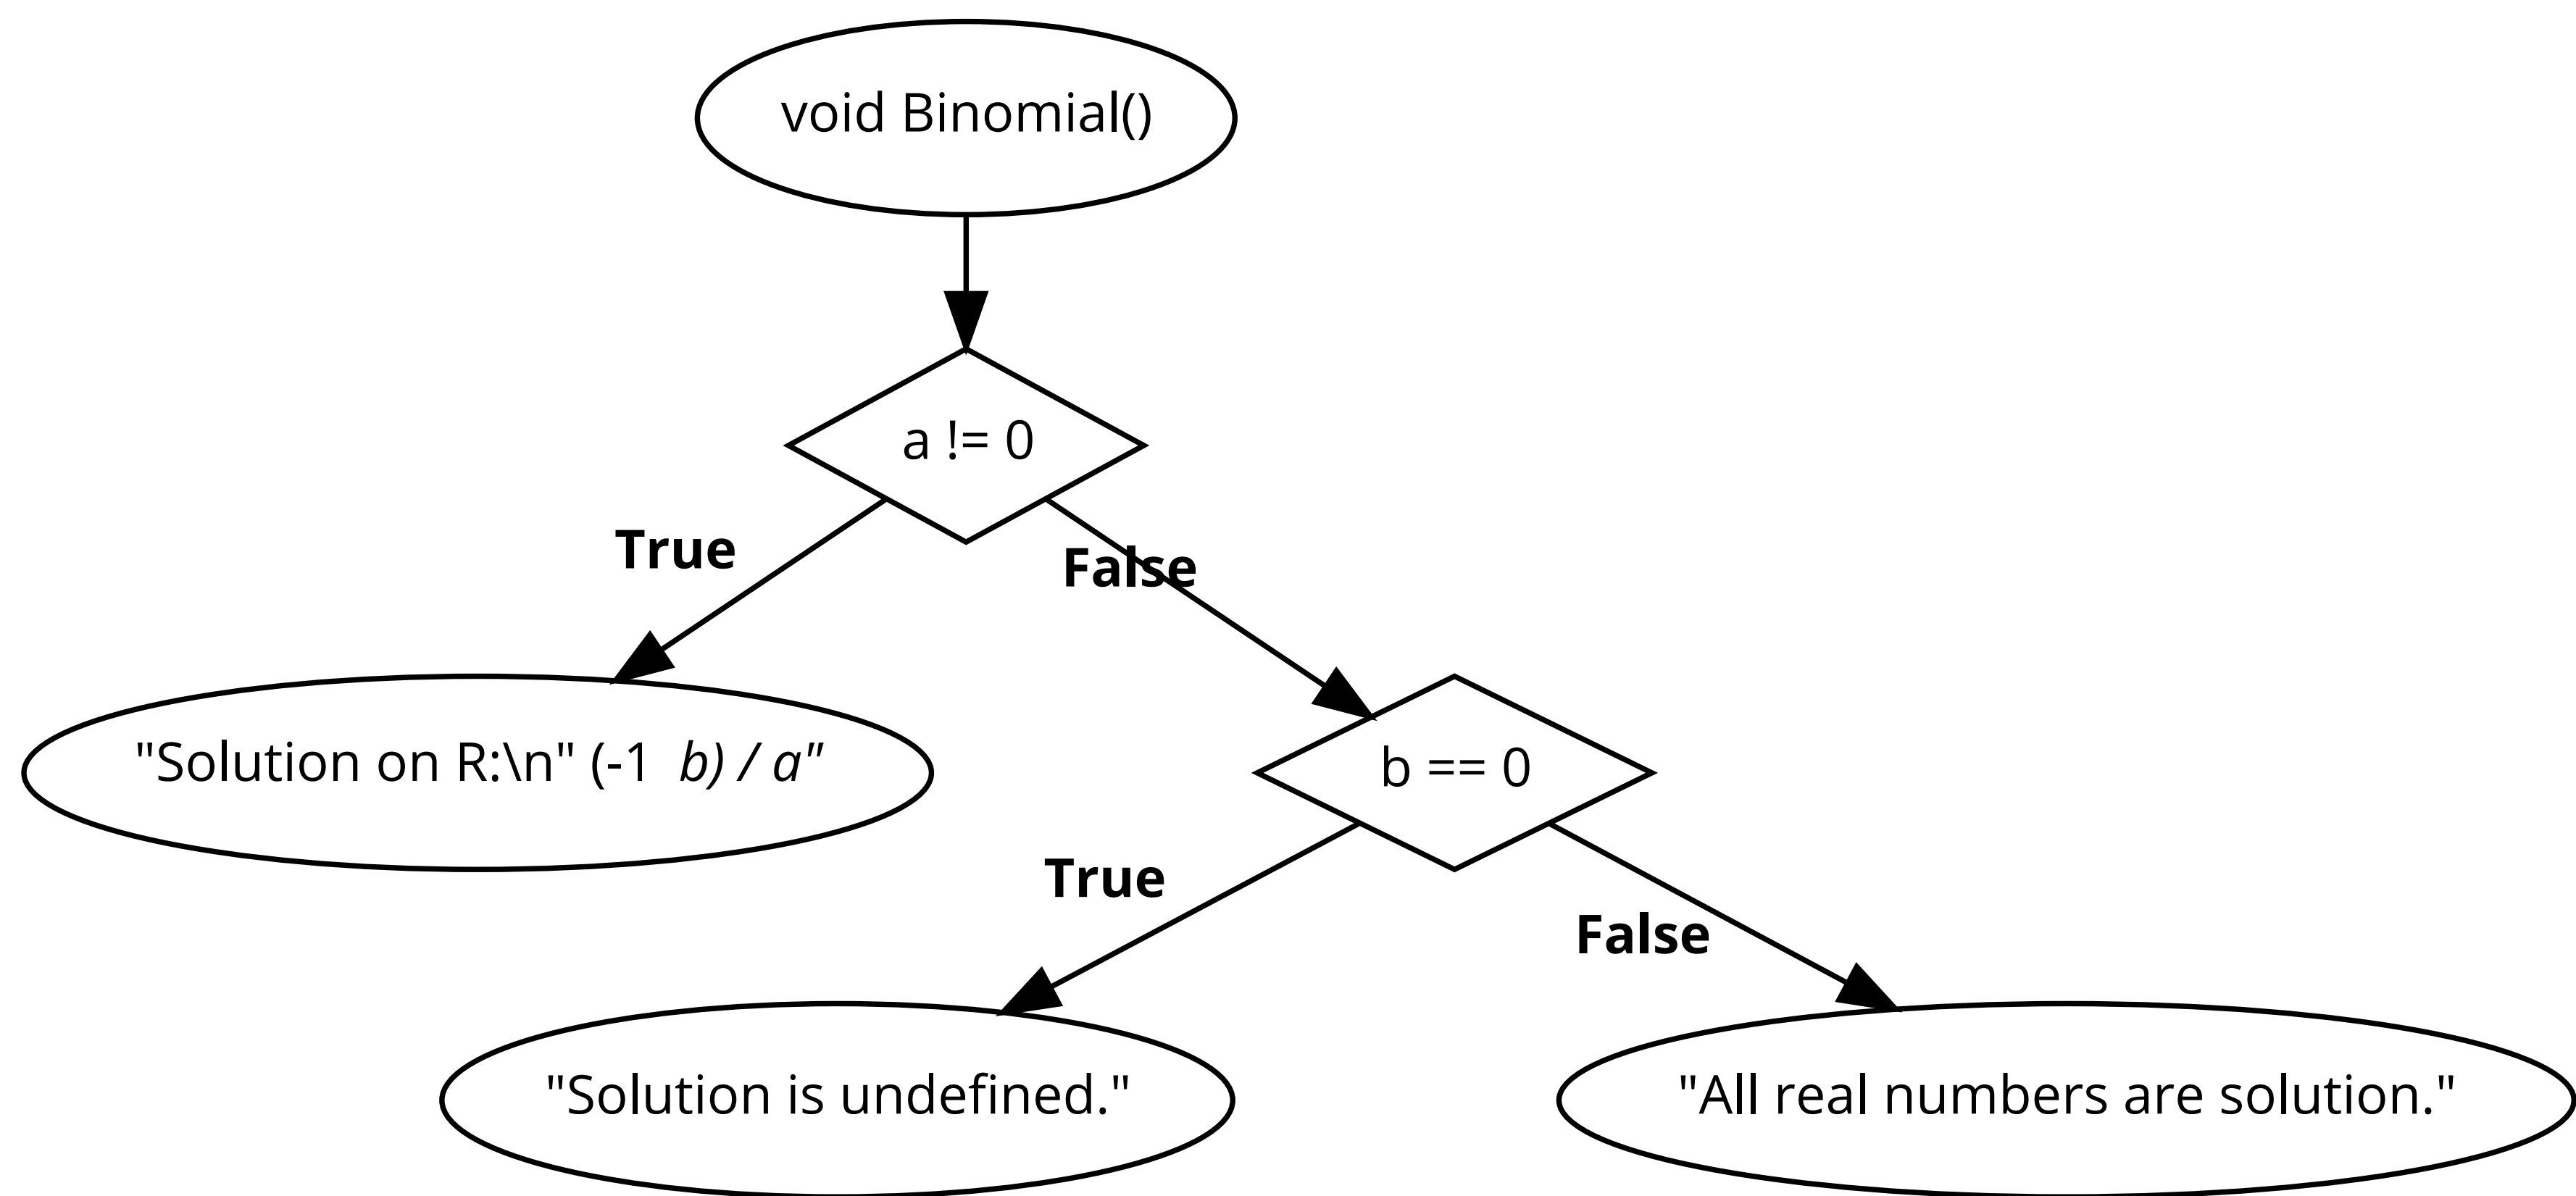 void Binomial()
a != 0
True
False
"Solution on R:\n" (-1  b) / a"
b == 0
True
False
"Solution is undefined."
"All real numbers are solution."